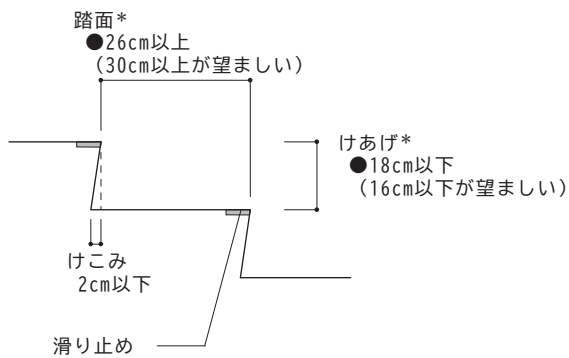 踏面*
●26cm以上
（30cm以上が望ましい）
けあげ*
●18cm以下
（16cm以下が望ましい）
けこみ
2cm以下
滑り止め